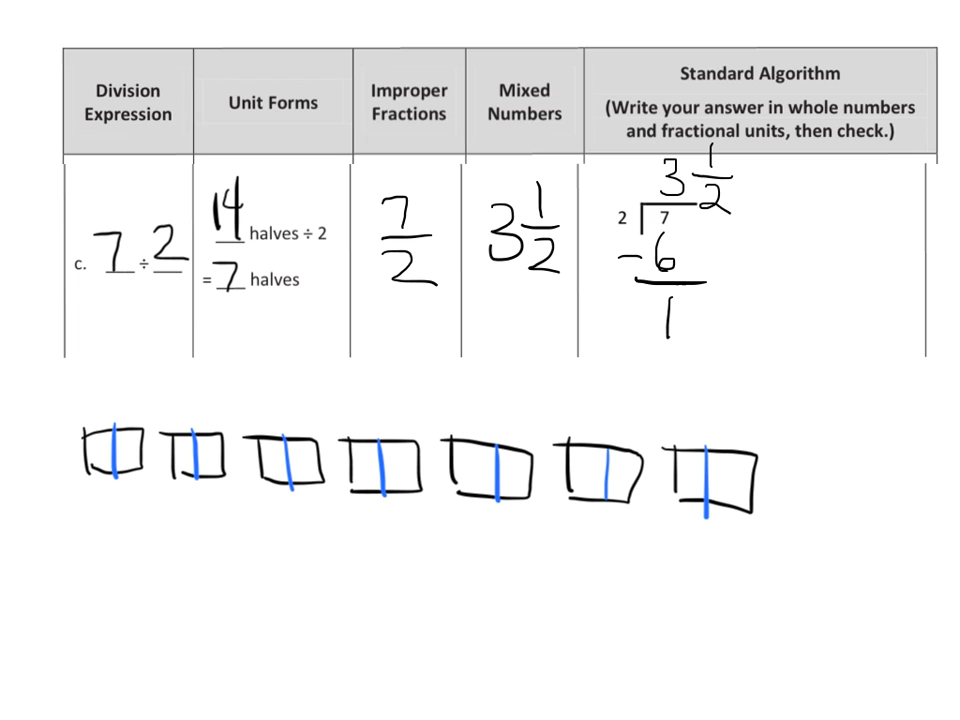 Division Expression
Unit Forms
Improper Fractions
Mixed Numbers
Standard Algorithm
(Write your answer in whole numbers and fractional units, then check.)
c. 7 ÷ 2
14 halves ÷ 2
= 7 halves
7/2
3 1/2
3 1/2
2 7
- 6
1